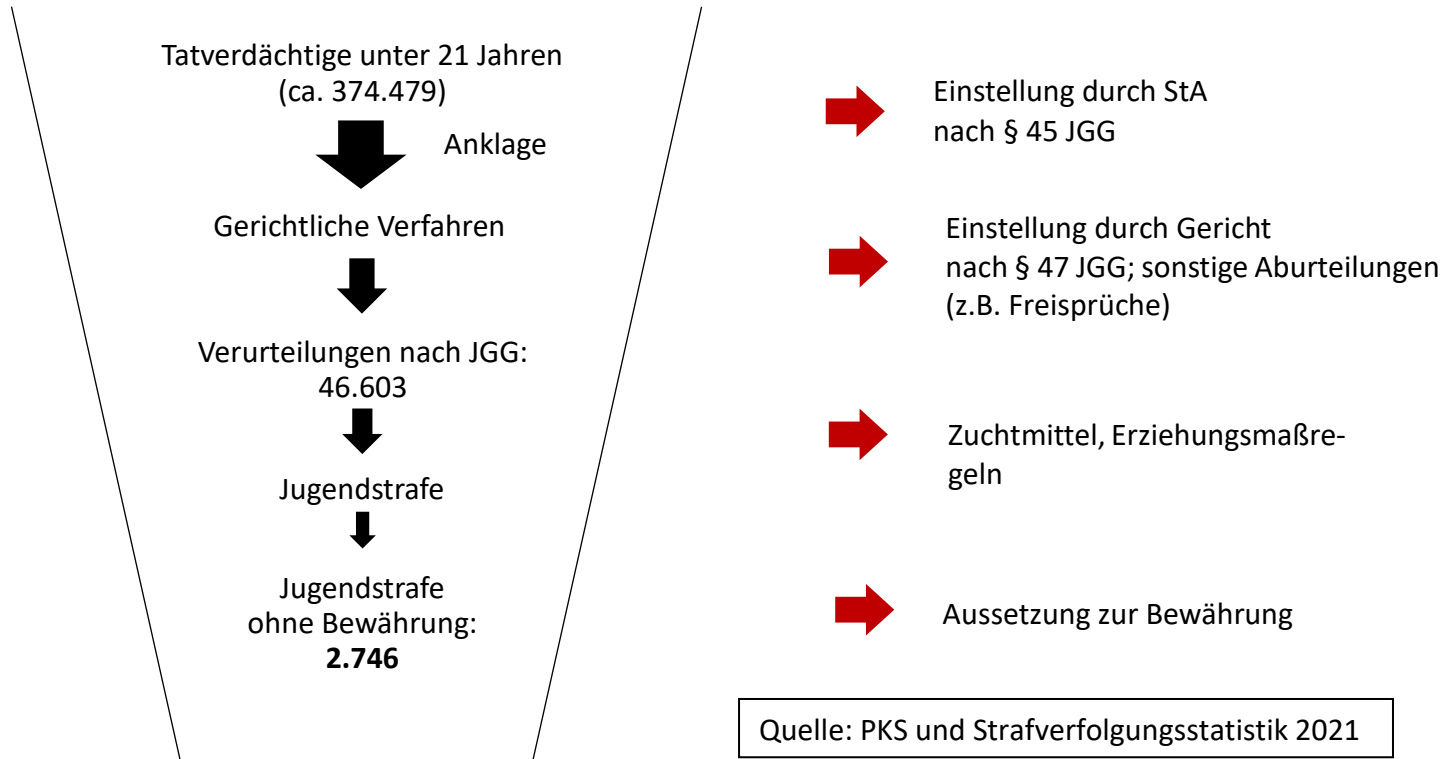 Tatverdächtige unter 21 Jahren
(ca. 374.479)
Anklage
Einstellung durch StA
nach § 45 JGG
Gerichtliche Verfahren
Einstellung durch Gericht
nach § 47 JGG; sonstige Aburteilungen
(z.B. Freisprüche)
Verurteilungen nach JGG:
46.603
Zuchtmittel, Erziehungsmaßre-
geln
Jugendstrafe
Jugendstrafe
ohne Bewährung:
2.746
Aussetzung zur Bewährung
Quelle: PKS und Strafverfolgungsstatistik 2021